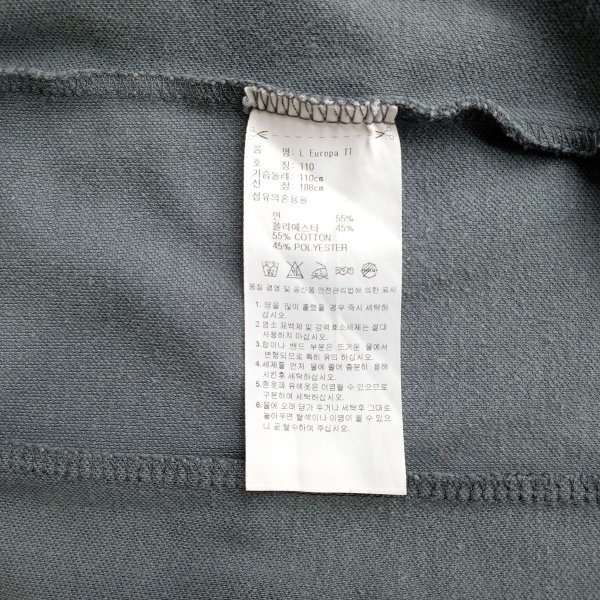 품 명: L Europa TT
호 칭: 110
가슴둘레: 110cm
신 장: 188cm
섬유의혼용율
면 55%
폴리에스터 45%
55% COTTON
45% POLYESTER
품질 경영 및 공산품 안전관리법에 의한 표시
1. 땀을 많이 흘렸을 경우 즉시 세탁하
십시오.
2. 염소 표백제 및 강력효소세제는 절대
사용하지 마십시오.
3. 립이나 밴드 부분은 뜨거운 물에서
변형되므로 특히 유의 하십시오.
4. 세제를 먼저 물에 풀어 충분히 용해
시킨후 세탁하십시오.
5. 흰옷과 유색옷은 이염될 수 있으므로
구분하여 세탁하십시오.
6. 물에 오래 담가 두거나 세탁후 그대로
놓아두면 탈색이나 이염이 될 수 있으
니 곧 탈수하여 주십시오.